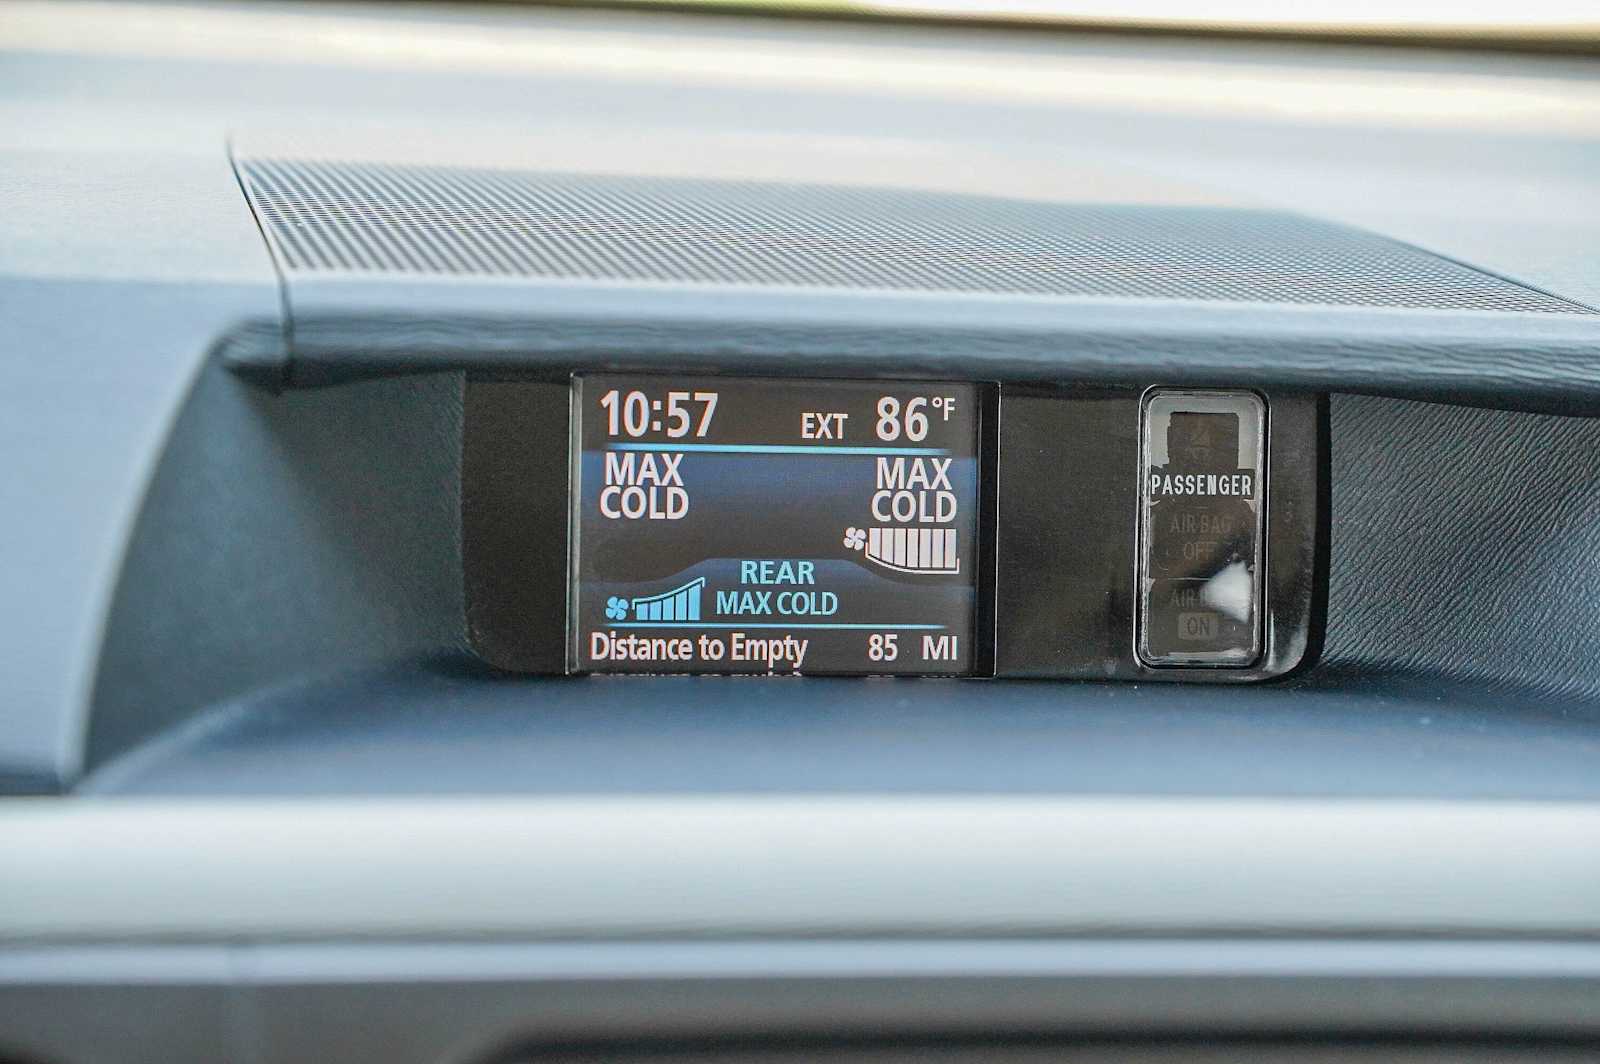 10:57 EXT 86°F
MAX COLD MAX COLD
REAR
MAX COLD
Distance to Empty 85 MI
PASSENGER
AIR BAG
OFF
AIR
ON